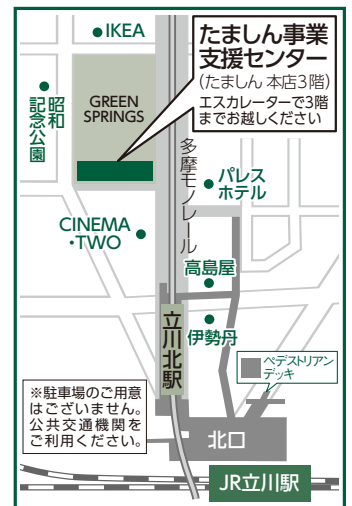 IKEA
たましん事業
支援センター
(たましん 本店3階)
エスカレーターで3階
までお越しください
昭和
記念公園
GREEN
SPRINGS
多摩モノレール
パレス
ホテル
CINEMA
・TWO
高島屋
立川北駅
伊勢丹
ペデストリアン
デッキ
※駐車場のご用意
はございません。
公共交通機関を
ご利用ください。
北口
JR立川駅